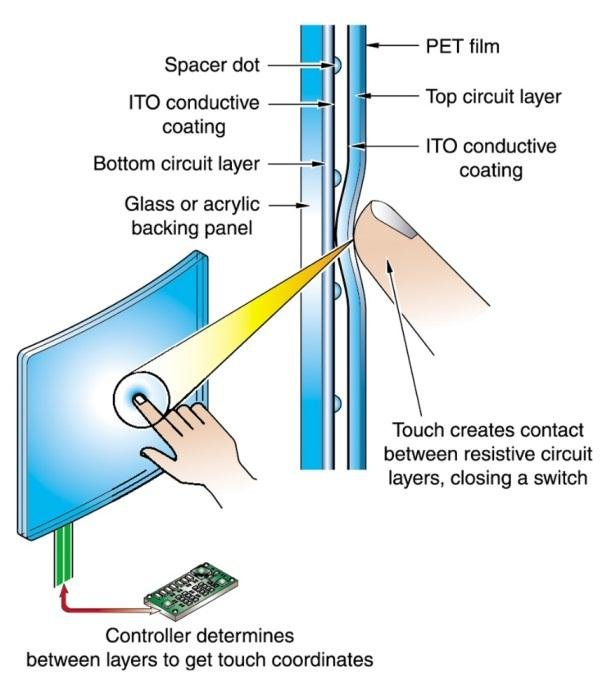 PET film
Spacer dot
Top circuit layer
ITO conductive
coating
ITO conductive
coating
Bottom circuit layer
Glass or acrylic
backing panel
Touch creates contact
between resistive circuit
layers, closing a switch
Controller determines
between layers to get touch coordinates